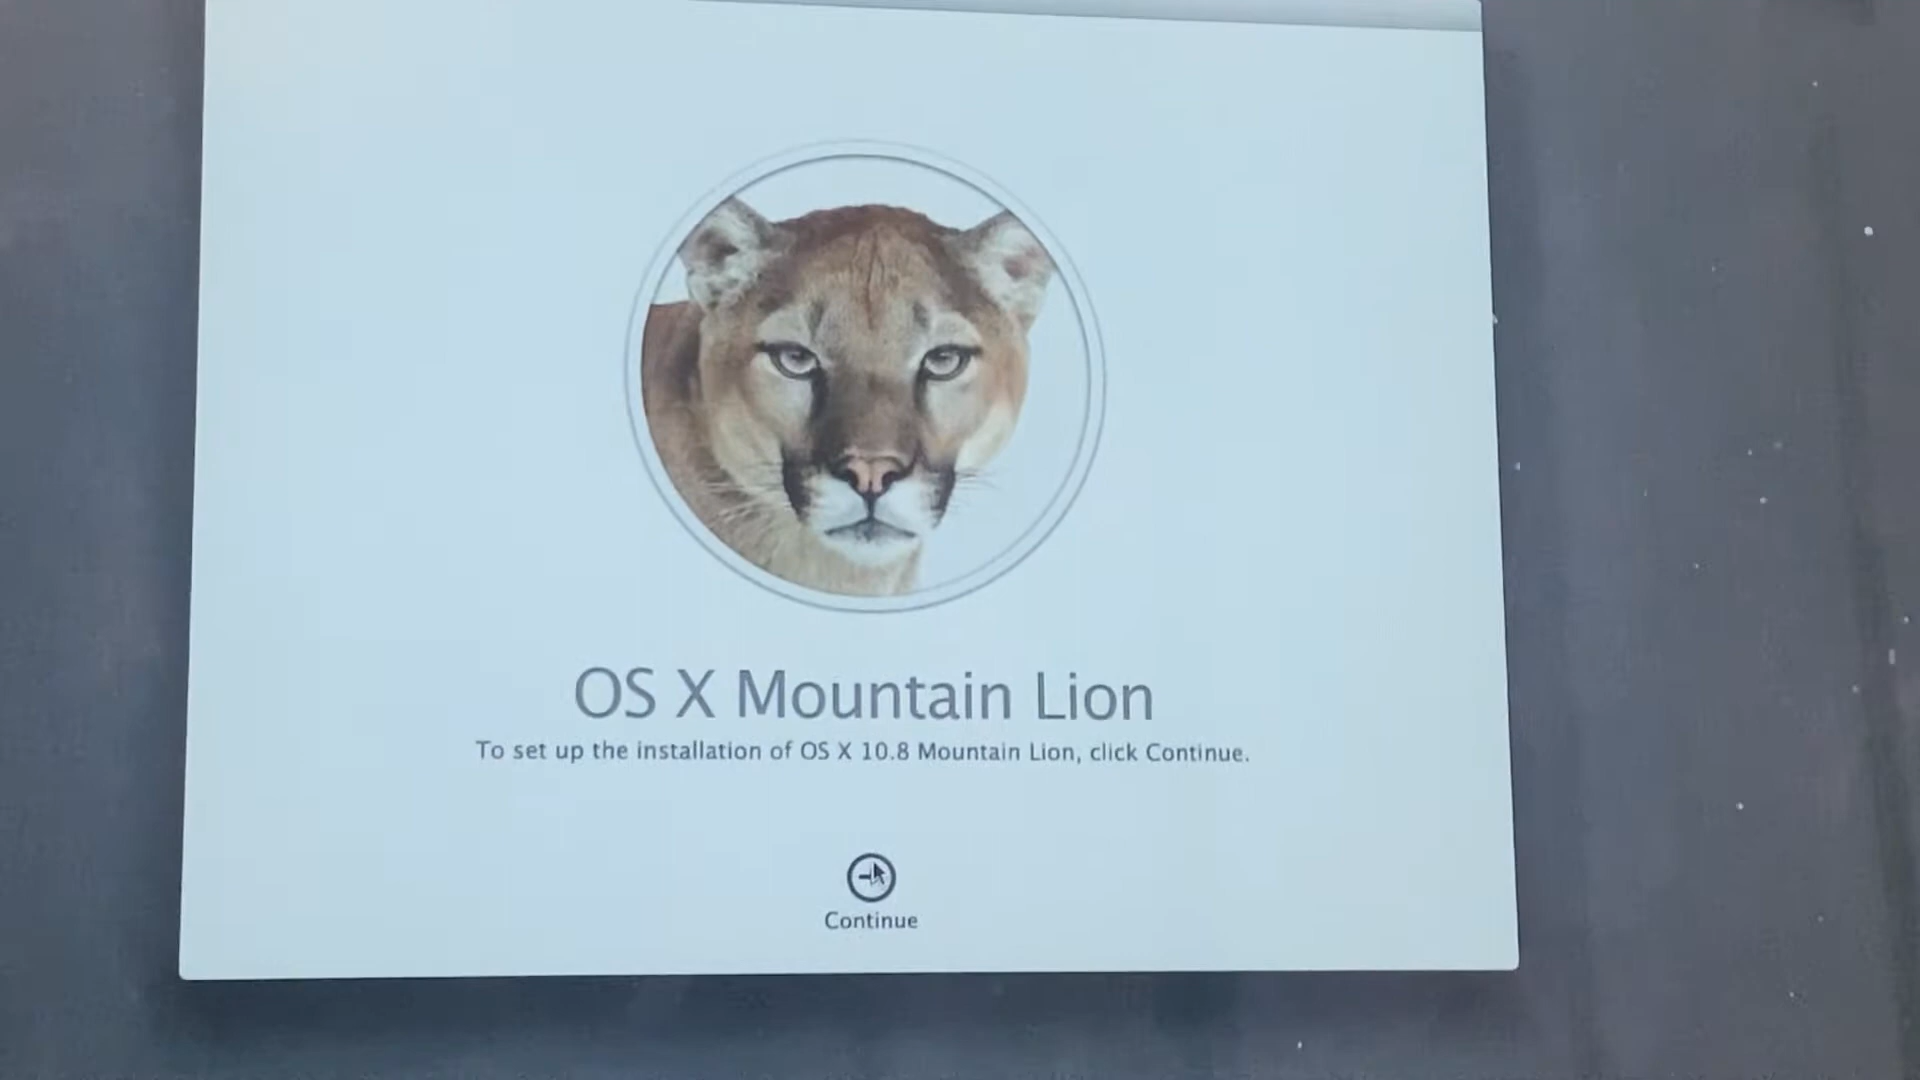 OS X Mountain Lion
To set up the installation of OS X 10.8 Mountain Lion, click Continue.
Continue